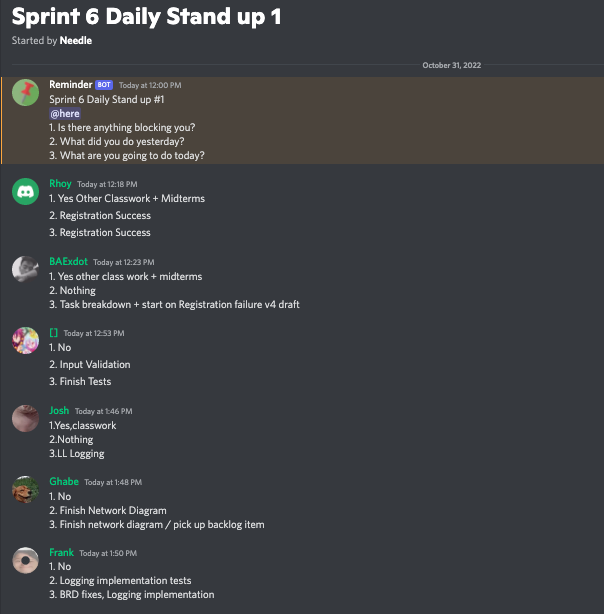 Sprint 6 Daily Stand up 1
Started by Needle
October 31, 2022
Reminder BOT Today at 12:00 PM
Sprint 6 Daily Stand up #1
@here
1. Is there anything blocking you?
2. What did you do yesterday?
3. What are you going to do today?
Rhoy Today at 12:18 PM
1. Yes Other Classwork + Midterms
2. Registration Success
3. Registration Success
BAExdot Today at 12:23 PM
1. Yes other class work + midterms
2. Nothing
3. Task breakdown + start on Registration failure v4 draft
[] Today at 12:53 PM
1. No
2. Input Validation
3. Finish Tests
Josh Today at 1:46 PM
1.Yes,classwork
2.Nothing
3.LL Logging
Ghabe Today at 1:48 PM
1. No
2. Finish Network Diagram
3. Finish network diagram / pick up backlog item
Frank Today at 1:50 PM
1. No
2. Logging implementation tests
3. BRD fixes, Logging implementation